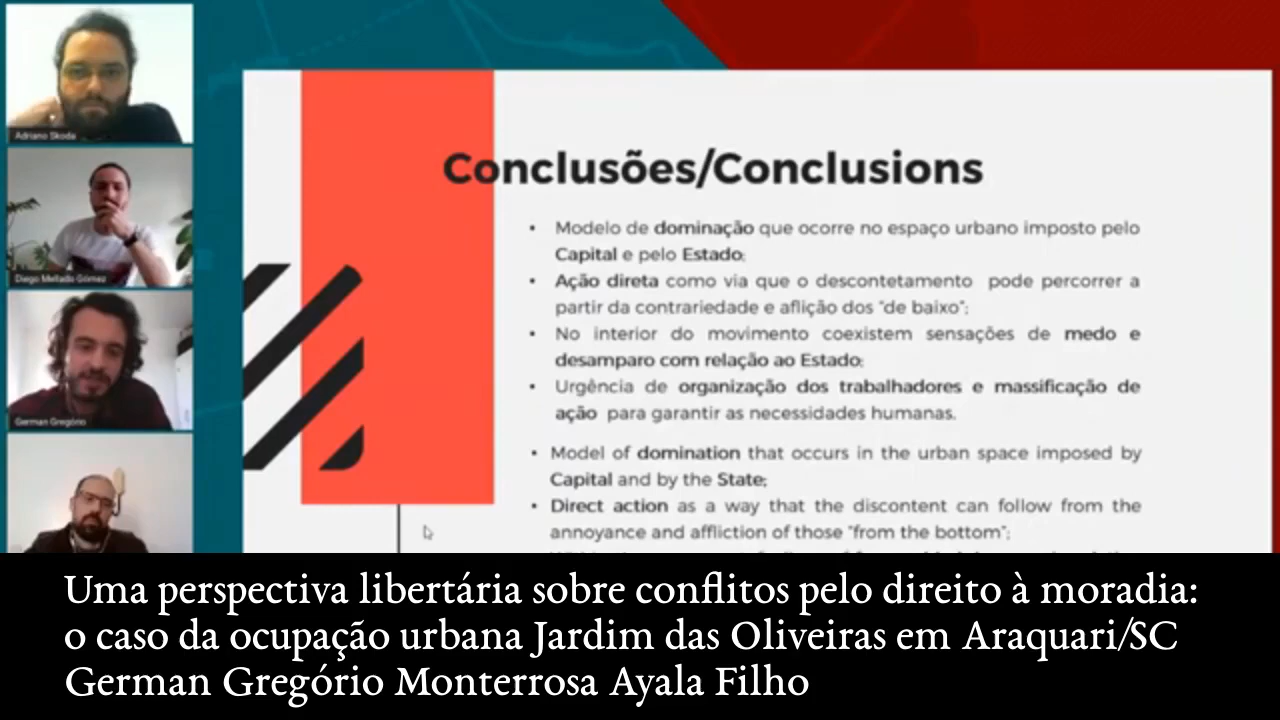 Adriano Skoda
Diego Mellado Gómez
German Gregório
Conclusões/Conclusions
• Modelo de dominação que ocorre no espaço urbano imposto pelo
Capital e pelo Estado;
• Ação direta como via que o descontetamento pode percorrer a
partir da contrariedade e aflição dos "de baixo";
• No interior do movimento coexistem sensações de medo e
desamparo com relação ao Estado;
• Urgência de organização dos trabalhadores e massificação de
ação para garantir as necessidades humanas.
• Model of domination that occurs in the urban space imposed by
Capital and by the State;
• Direct action as a way that the discontent can follow from the
annoyance and affliction of those "from the bottom";
Uma perspectiva libertária sobre conflitos pelo direito à moradia:
o caso da ocupação urbana Jardim das Oliveiras em Araquari/SC
German Gregório Monterrosa Ayala Filho